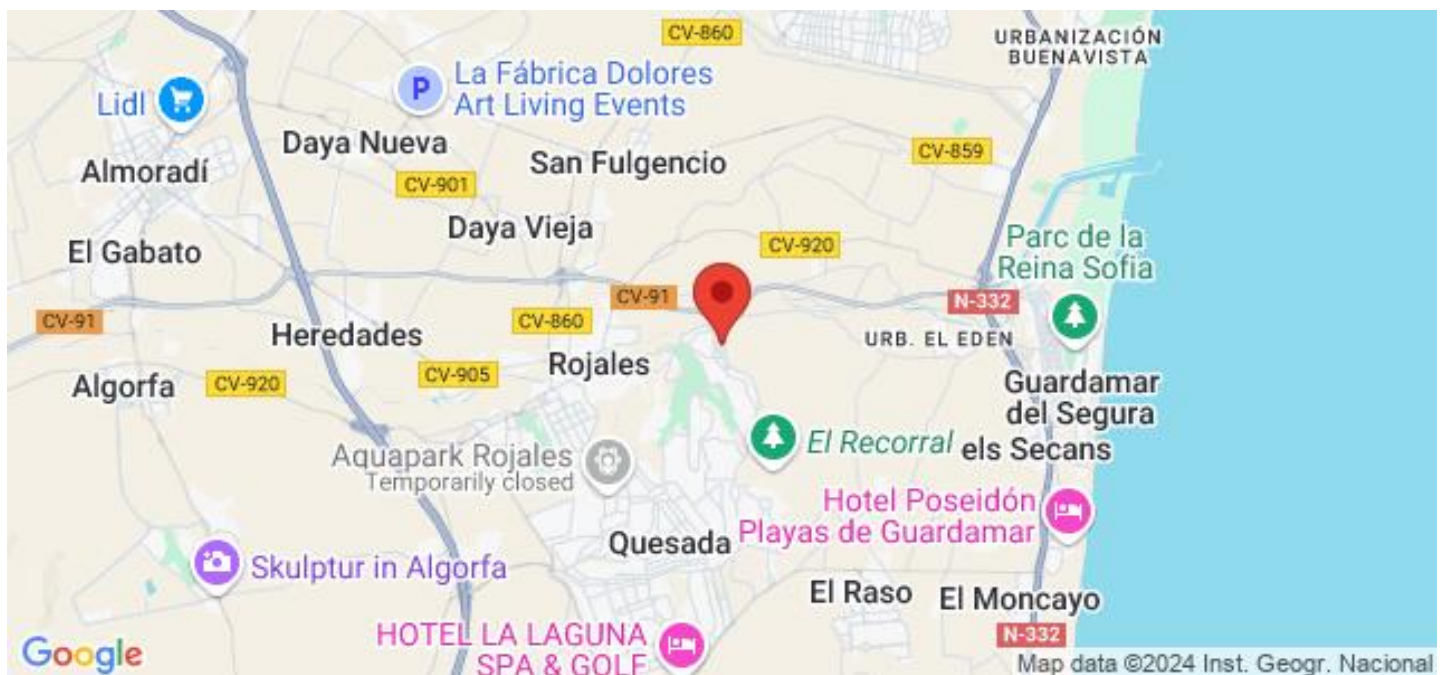 CV-860
URBANIZACIÓN
BUENAVISTA
La Fábrica Dolores
Art Living Events
P
Lidl
Daya Nueva
San Fulgencio
CV-859
Almoradí
CV-901
Daya Vieja
El Gabato
CV-920
Parc de la
Reina Sofia
CV-91
N-332
CV-91
CV-860
Heredades
URB. EL EDEN
Rojales
CV-905
Algorfa
CV-920
Guardamar
del Segura
El Recorral
els Secans
Aquapark Rojales
Temporarily closed
Hotel Poseidón
Playas de Guardamar
Quesada
Skulptur in Algorfa
El Raso
El Moncayo
HOTEL LA LAGUNA
SPA & GOLF
N-332
Google
Map data ©2024 Inst. Geogr. Nacional